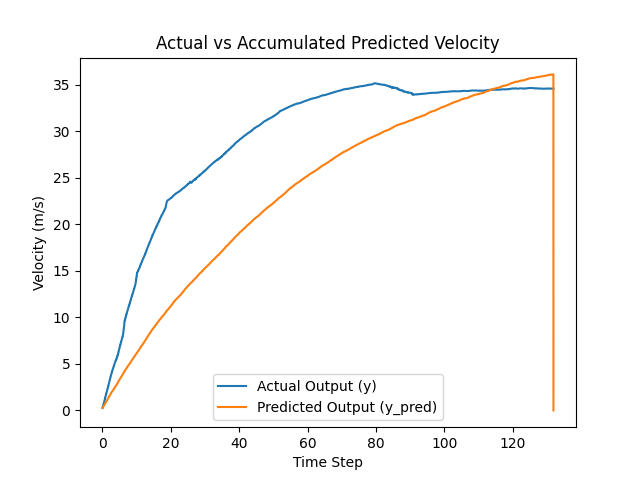 Actual vs Accumulated Predicted Velocity
Velocity (m/s)
35
30
25
20
15
10
5
0
0 20 40 60 80 100 120
Time Step
Actual Output (y)
Predicted Output (y_pred)